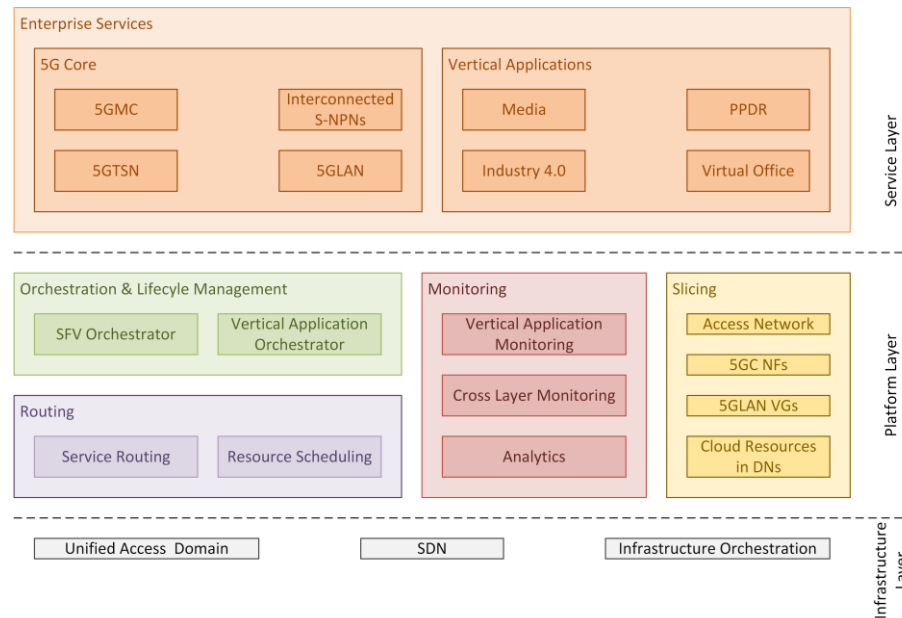 Enterprise Services
5G Core
5GMC
Interconnected
S-NPNs
5GTSN
5GLAN
Vertical Applications
Media
PPDR
Industry 4.0
Virtual Office
Service Layer
Orchestration & Lifecyle Management
SFV Orchestrator
Vertical Application
Orchestrator
Routing
Service Routing
Resource Scheduling
Monitoring
Vertical Application
Monitoring
Cross Layer Monitoring
Analytics
Slicing
Access Network
5GC NFs
5GLAN VGs
Cloud Resources
in DNs
Platform Layer
Unified Access Domain
SDN
Infrastructure Orchestration
Infrastructure
Layer